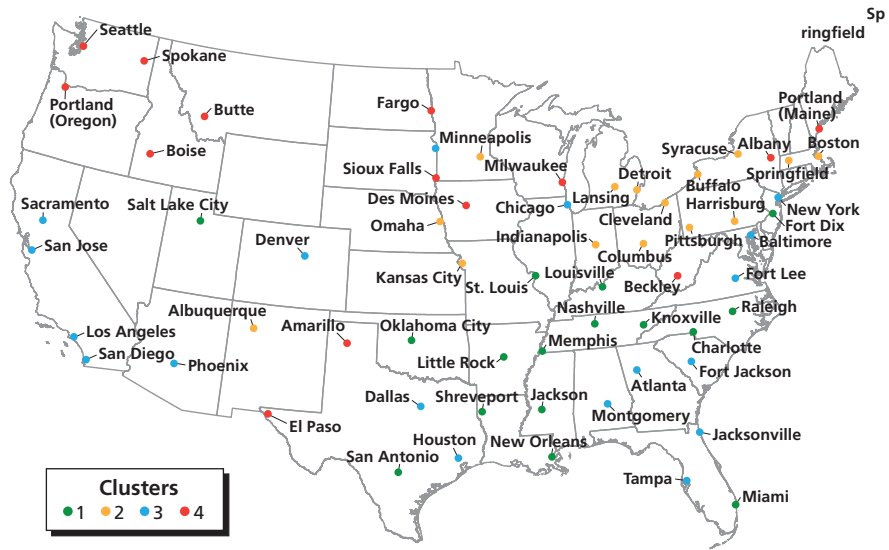 Sp
ringfield
Seattle
Spokane
Portland
(Oregon)
Butte
Boise
Fargo
Minneapolis
Sioux Falls
Milwaukee
Des Moines
Omaha
Chicago
Lansing
Detroit
Cleveland
Syracuse
Albany
Portland
(Maine)
Boston
Springfield
Buffalo
Harrisburg
New York
Fort Dix
Pittsburgh
Baltimore
Sacramento
Salt Lake City
San Jose
Denver
Kansas City
Indianapolis
Columbus
St. Louis
Louisville
Beckley
Fort Lee
Los Angeles
San Diego
Phoenix
Albuquerque
Amarillo
Oklahoma City
Little Rock
Nashville
Knoxville
Raleigh
Memphis
Charlotte
Fort Jackson
Atlanta
Montgomery
Dallas
Shreveport
Jackson
El Paso
Houston
New Orleans
San Antonio
Jacksonville
Tampa
Miami
Clusters
1 2 3 4